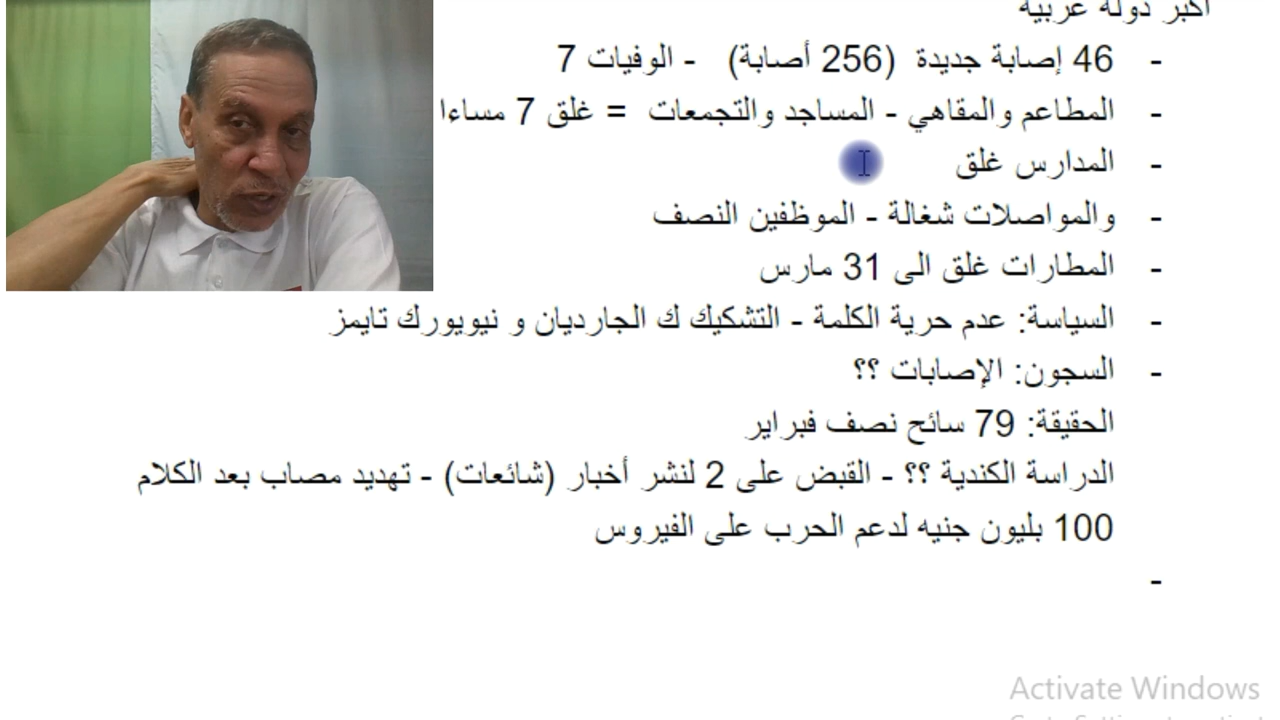 اكبر دولة عربية
- 46 إصابة جديدة (256 أصابة) - الوفيات 7
- المطاعم والمقاهي - المساجد والتجمعات = غلق 7 مساءا
- المدارس غلق
- والمواصلات شغالة - الموظفين النصف
- المطارات غلق الى 31 مارس
- السياسة: عدم حرية الكلمة - التشكيك ك الجارديان و نيويورك تايمز
- السجون: الإصابات ؟؟
الحقيقة: 79 سائح نصف فبراير
الدراسة الكندية ؟؟ - القبض على 2 لنشر أخبار (شائعات) - تهديد مصاب بعد الكلام
100 بليون جنيه لدعم الحرب على الفيروس
-
Activate Windows